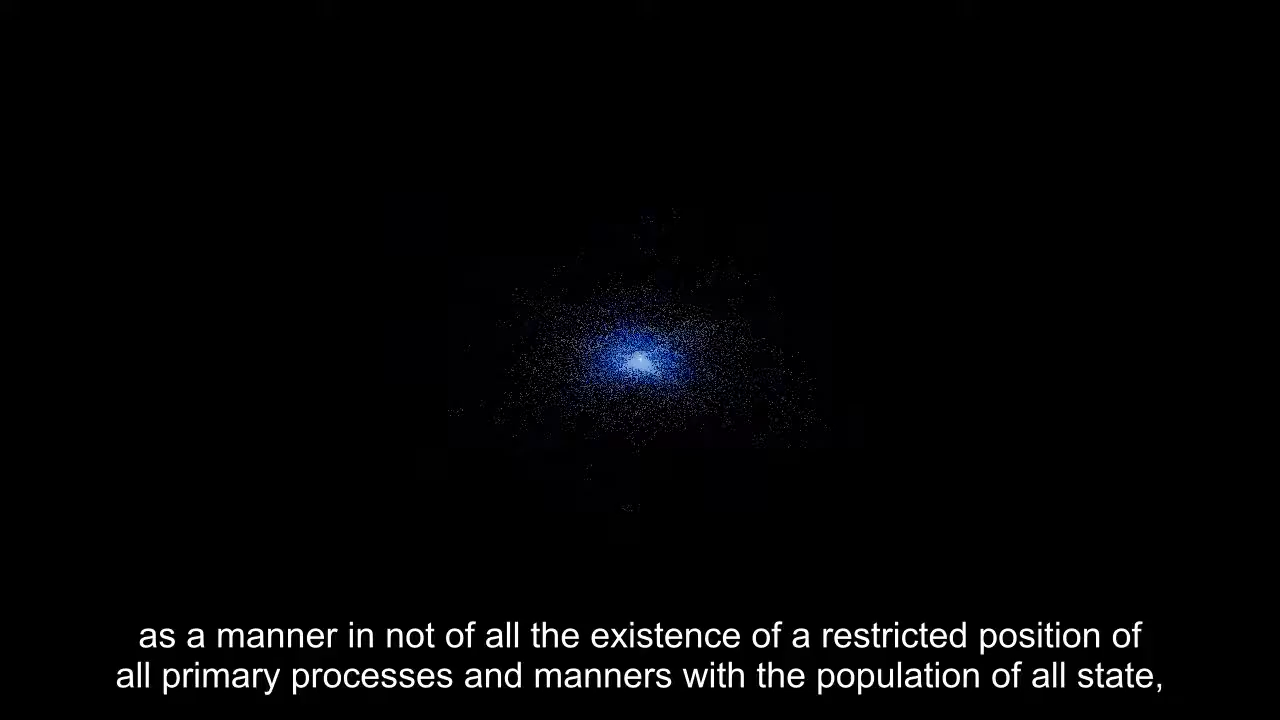 as a manner in not of all the existence of a restricted position of
all primary processes and manners with the population of all state,